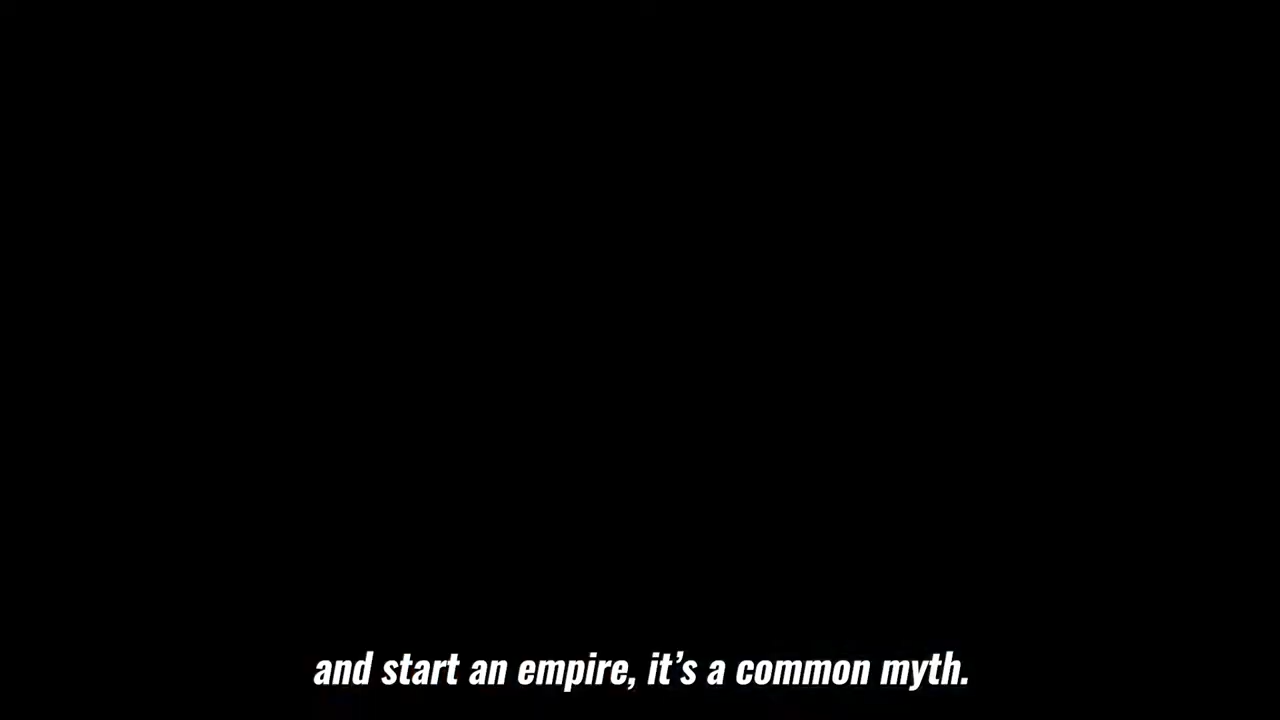 and start an empire, it’s a common myth.